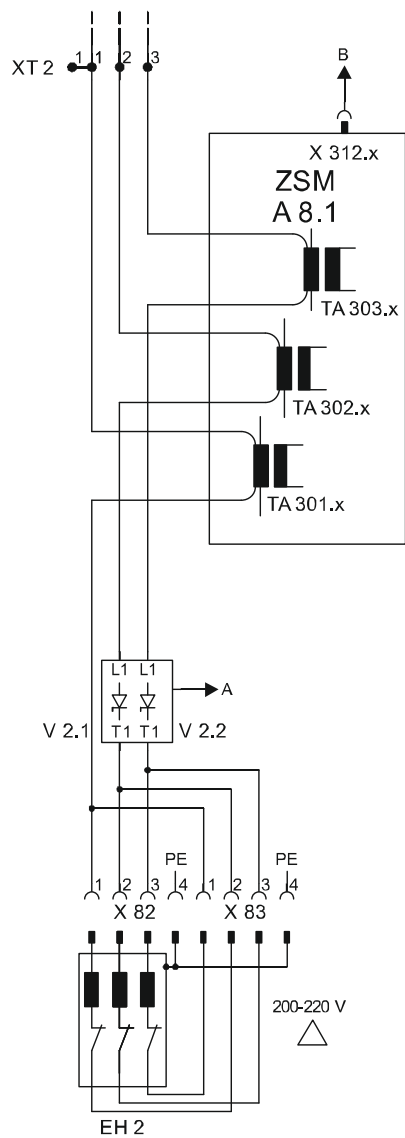 XT 2 1 1 2 3
B
X 312.x
ZSM
A 8.1
TA 303.x
TA 302.x
TA 301.x
L1 L1
A
V 2.1 T1 T1 V 2.2
PE PE
1 2 3 4 1 2 3 4
X 82 X 83
200-220 V
EH 2